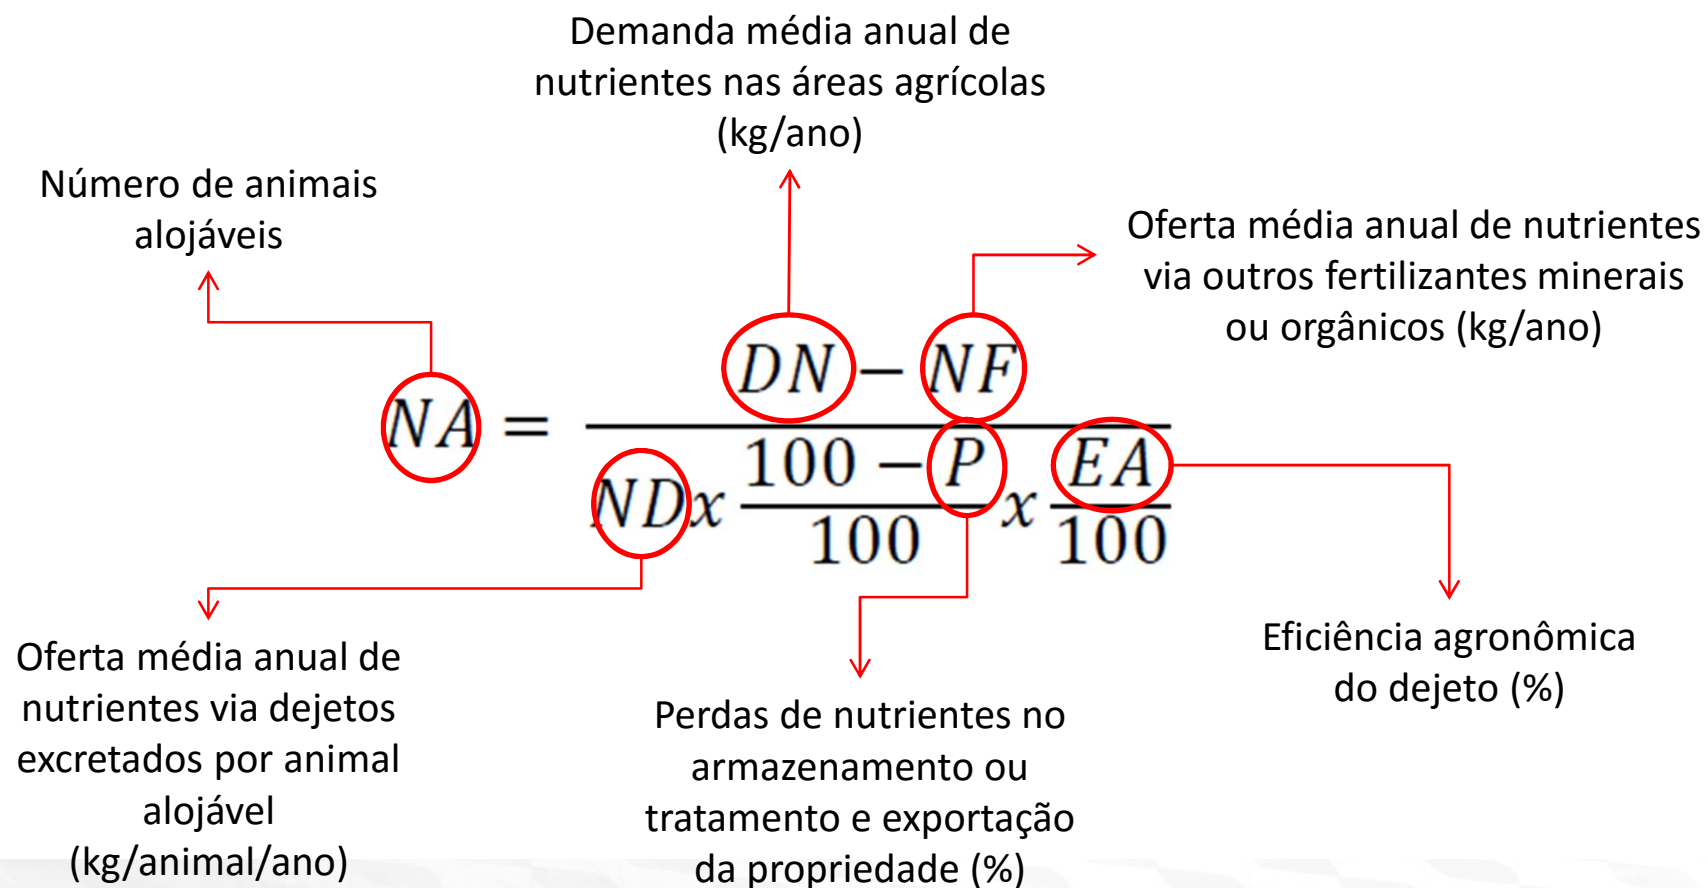 Demanda média anual de
nutrientes nas áreas agrícolas
(kg/ano)
Número de animais
alojáveis
Oferta média anual de nutrientes
via outros fertilizantes minerais
ou orgânicos (kg/ano)
DN − NF
NA =
100 − P
EA
ND x
x
100
100
Oferta média anual de
nutrientes via dejetos
excretados por animal
alojável
(kg/animal/ano)
Perdas de nutrientes no
armazenamento ou
tratamento e exportação
da propriedade (%)
Eficiência agronômica
do dejeto (%)